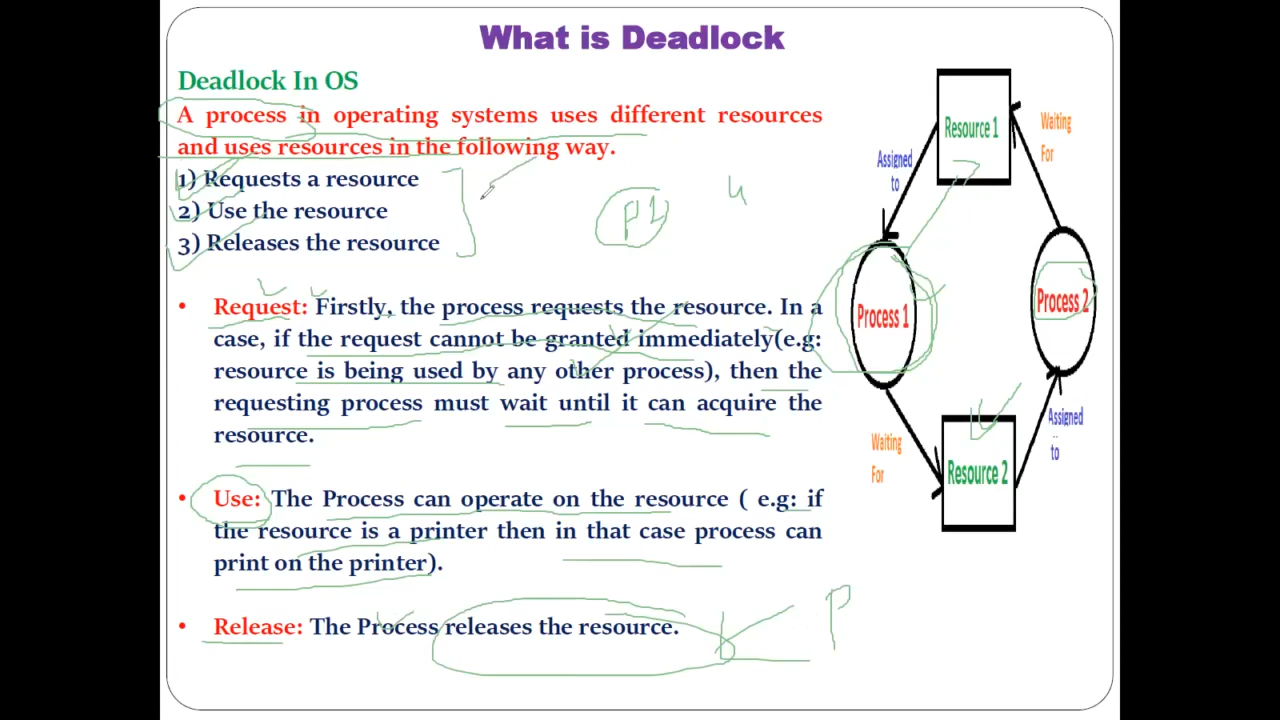 What is Deadlock
Deadlock In OS
A process in operating systems uses different resources
and uses resources in the following way.
1) Requests a resource
2) Use the resource
3) Releases the resource
P1
• Request: Firstly, the process requests the resource. In a
case, if the request cannot be granted immediately(e.g:
resource is being used by any other process), then the
requesting process must wait until it can acquire the
resource.
• Use: The Process can operate on the resource ( e.g: if
the resource is a printer then in that case process can
print on the printer).
• Release: The Process releases the resource.
P
Resource 1
Assigned
to
Waiting
For
Process 1
Process 2
Waiting
For
Resource 2
Assigned
to